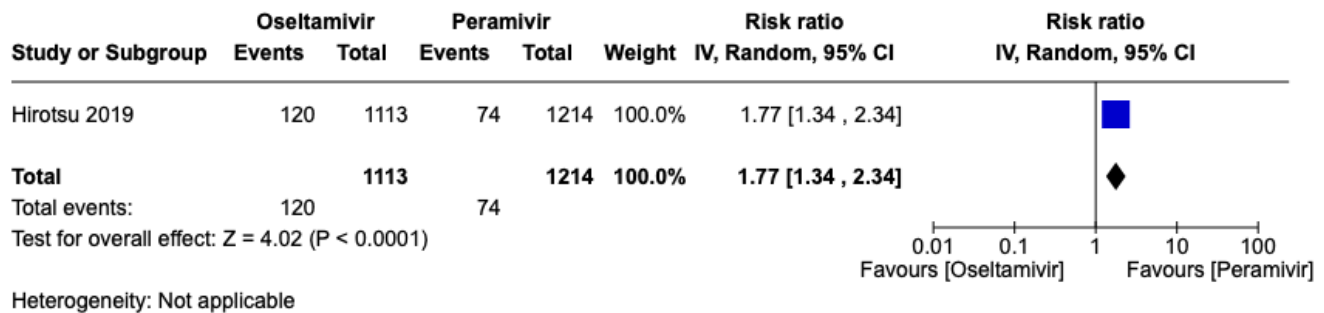 Oseltamivir Peramivir Risk ratio Risk ratio
Study or Subgroup Events Total Events Total Weight IV, Random, 95% CI IV, Random, 95% CI
Hirotsu 2019 120 1113 74 1214 100.0% 1.77 [1.34 , 2.34]
Total 1113 1214 100.0% 1.77 [1.34 , 2.34]
Total events: 120 74
Test for overall effect: Z = 4.02 (P < 0.0001)
0.01 0.1 1 10 100
Favours [Oseltamivir] Favours [Peramivir]
Heterogeneity: Not applicable